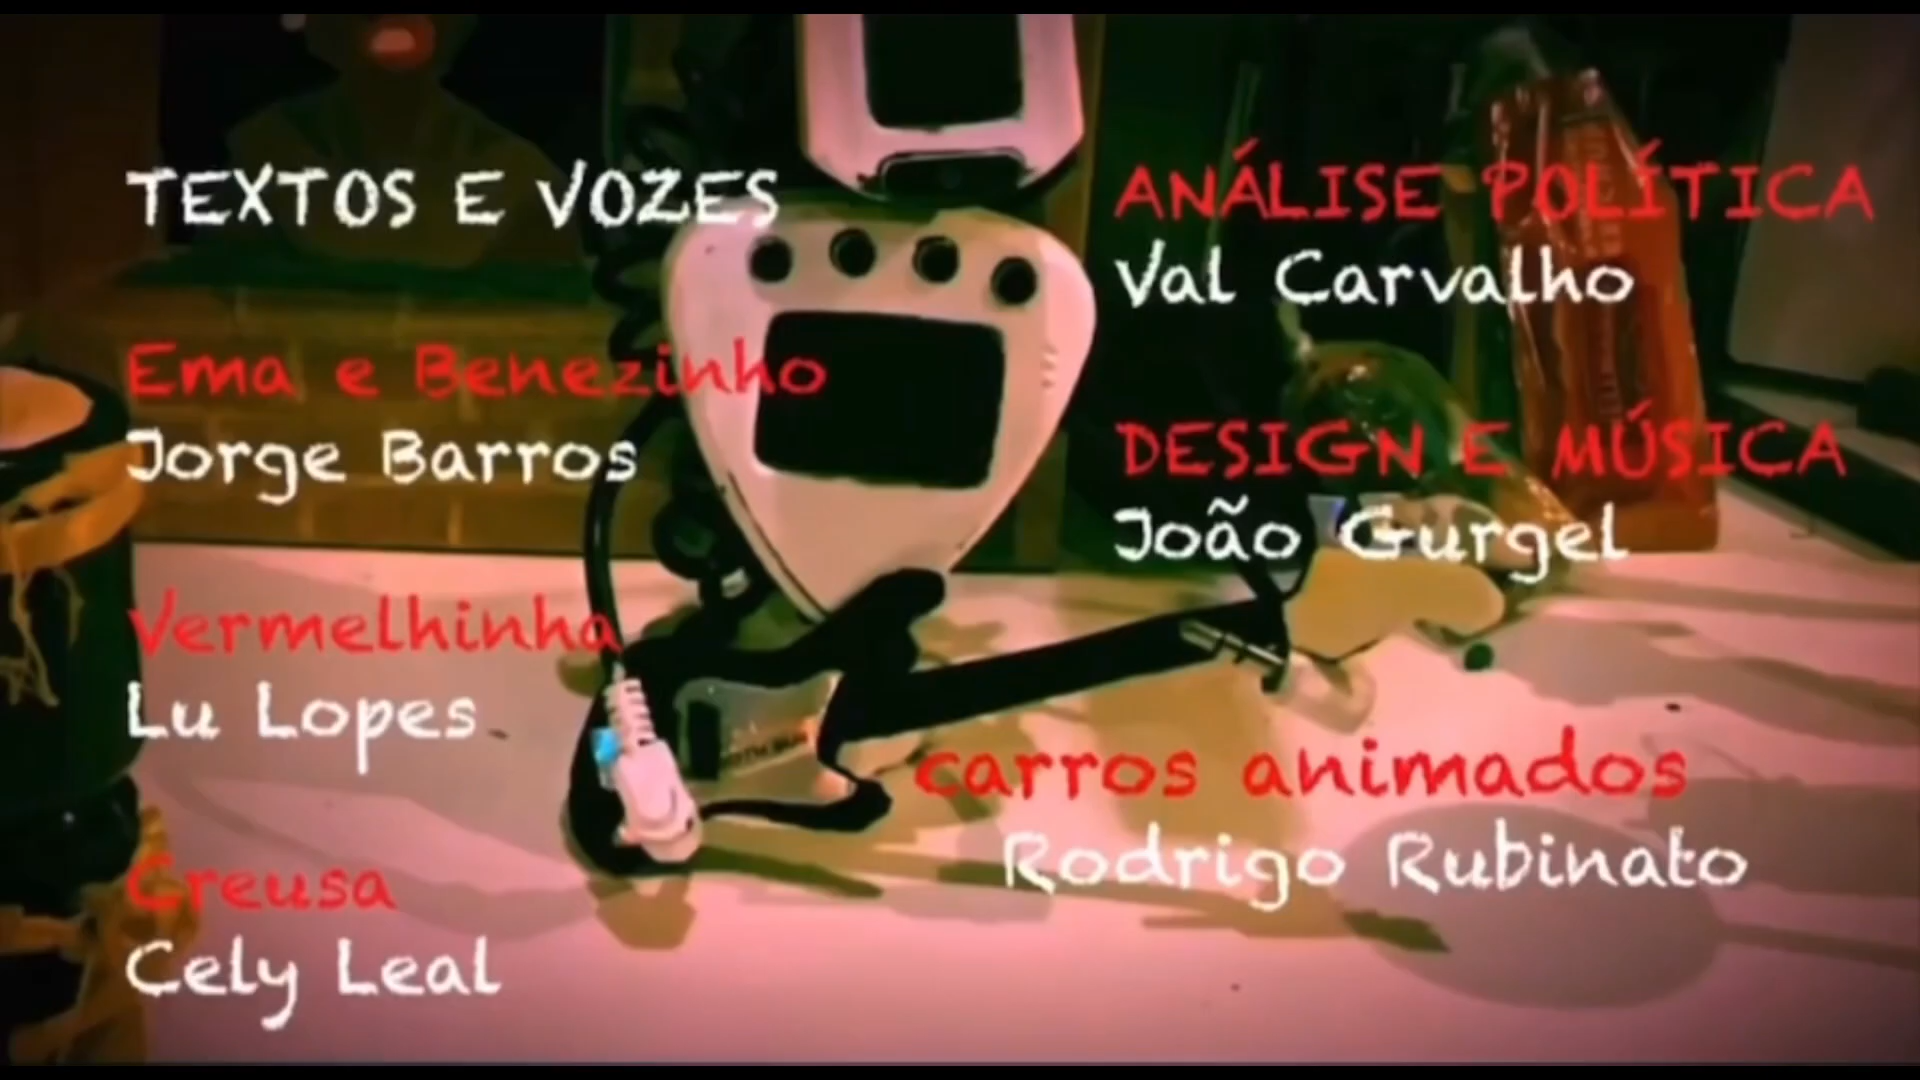 TEXTOS E VOZES
Ema e Benezinho
Jorge Barros
Vermelhinha
Lu Lopes
Creusa
Cely Leal
ANÁLISE POLÍTICA
Val Carvalho
DESIGN E MÚSICA
João Gurgel
carros animados
Rodrigo Rubinato